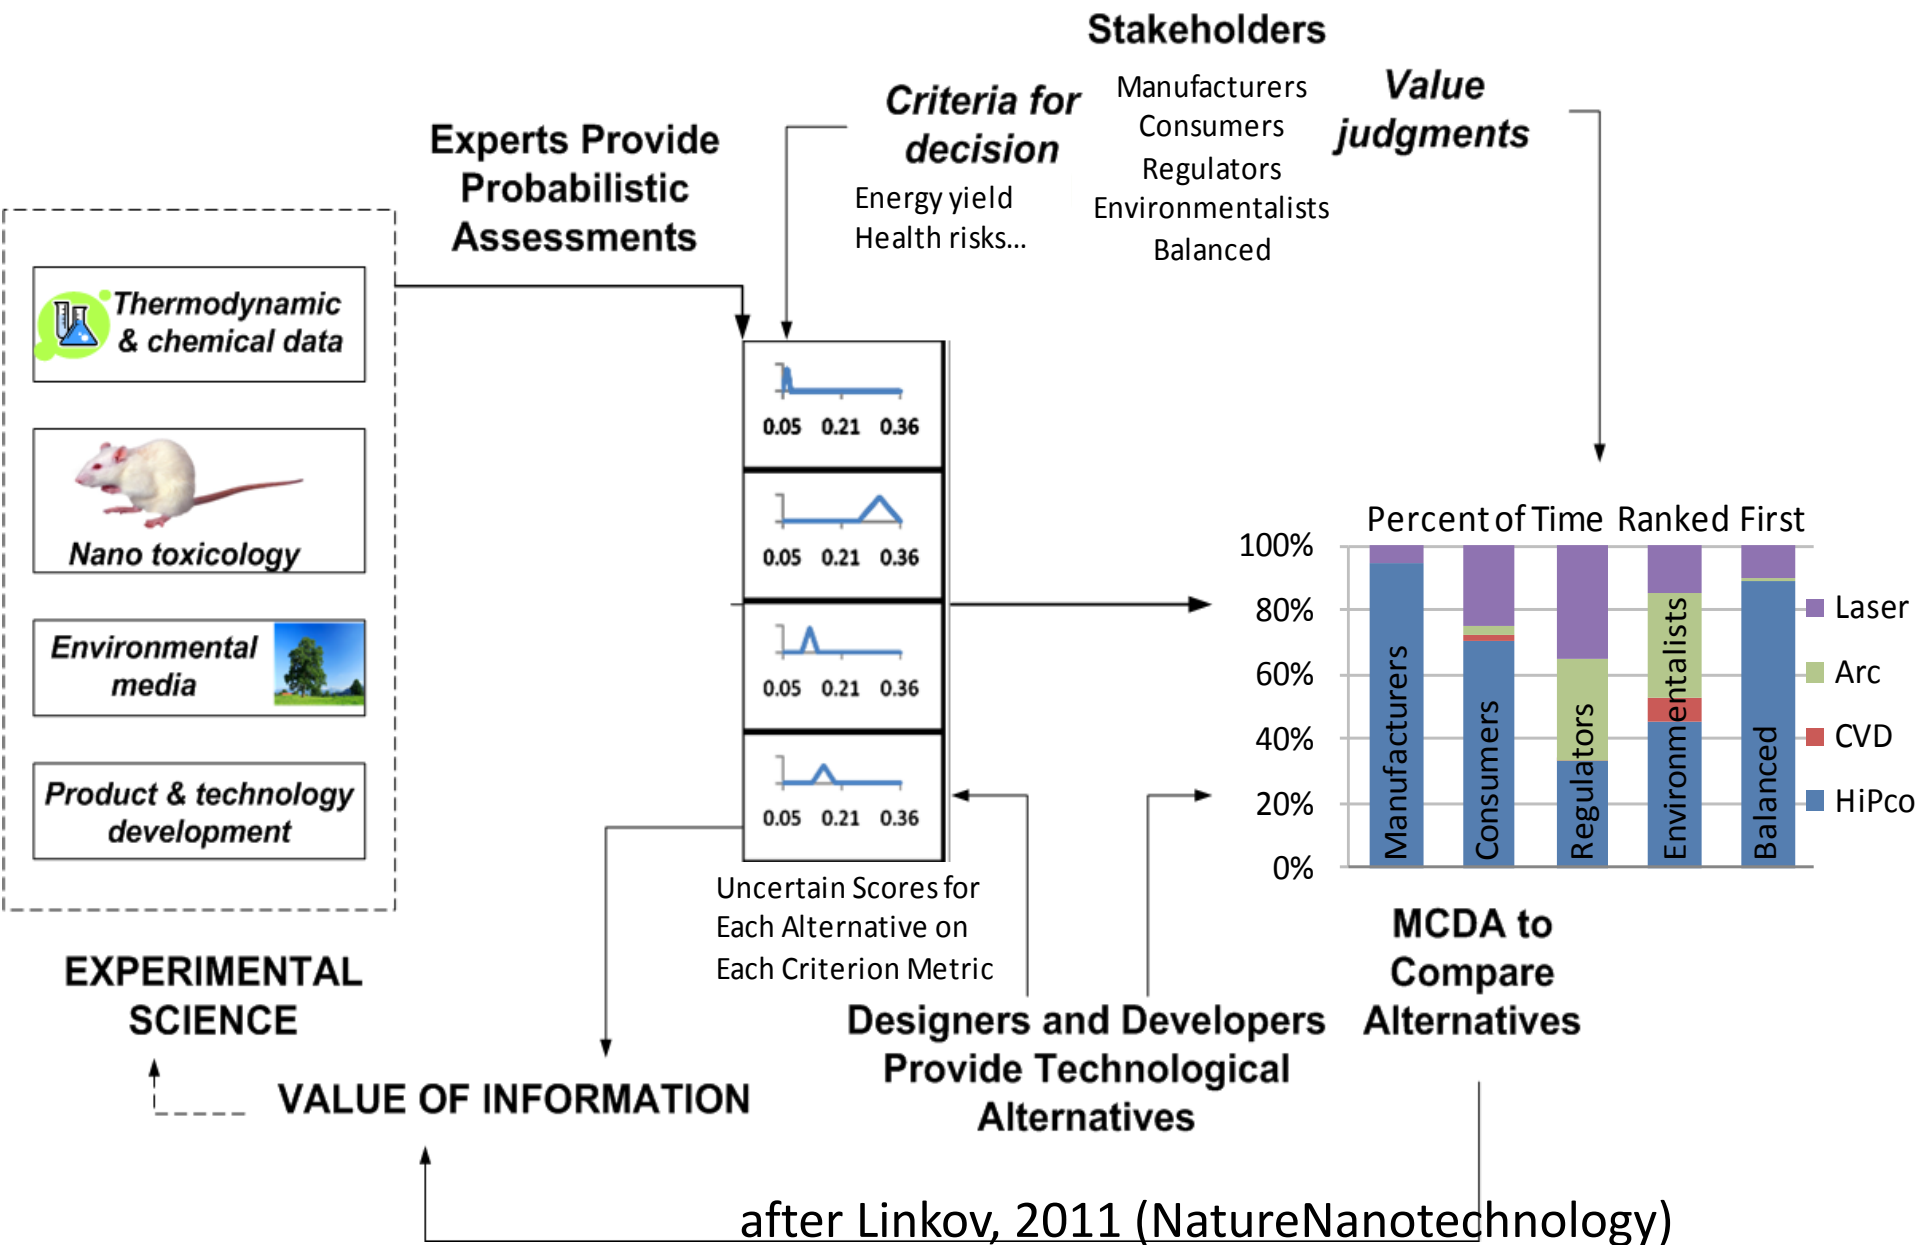 Stakeholders
Manufacturers
Consumers
Regulators
Environmentalists
Balanced
Criteria for
decision
Energy yield
Health risks...
Value
judgments
Experts Provide
Probabilistic
Assessments
Thermodynamic
& chemical data
Nano toxicology
Environmental
media
Product & technology
development
EXPERIMENTAL
SCIENCE
0.05 0.21 0.36
0.05 0.21 0.36
0.05 0.21 0.36
0.05 0.21 0.36
Uncertain Scores for
Each Alternative on
Each Criterion Metric
Percent of Time Ranked First
100%
80%
60%
40%
20%
0%
Manufacturers
Consumers
Regulators
Environmentalists
Balanced
Laser
Arc
CVD
HiPco
MCDA to
Compare
Alternatives
Designers and Developers
Provide Technological
Alternatives
VALUE OF INFORMATION
after Linkov, 2011 (NatureNanotechnology)